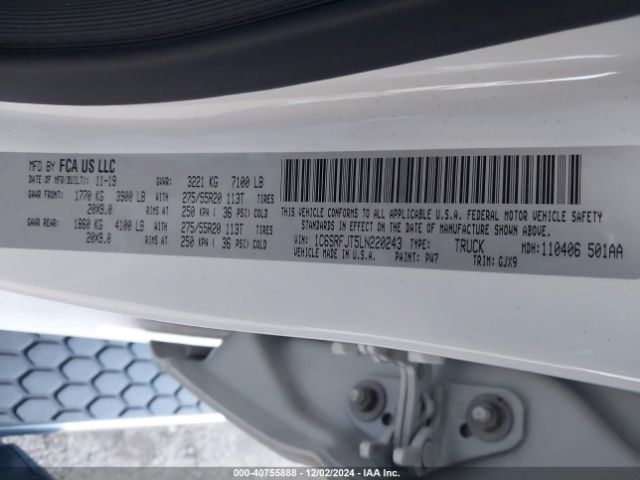 MFD BY FCA US LLC
DATE OF MFR(BUILT): 11-19 GVWR: 3221 KG 7100 LB
GAWR FRONT: 1770 KG 3900 LB WITH 275/55R20 113T TIRES
20X9.0 RIMS AT 250 KPA ( 36 PSI) COLD
GAWR REAR: 1860 KG 4100 LB WITH 275/55R20 113T TIRES
20X9.0 RIMS AT 250 KPA ( 36 PSI) COLD
THIS VEHICLE CONFORMS TO ALL APPLICABLE U.S.A. FEDERAL MOTOR VEHICLE SAFETY
STANDARDS IN EFFECT ON THE DATE OF MANUFACTURE SHOWN ABOVE.
VIN: 1C6SRFJT5LN220243 TYPE: TRUCK MDH: 110406 501AA
VEHICLE MADE IN U.S.A. PAINT: PW7 TRIM: GJX9
000-40755888 - 12/02/2024 - IAA Inc.